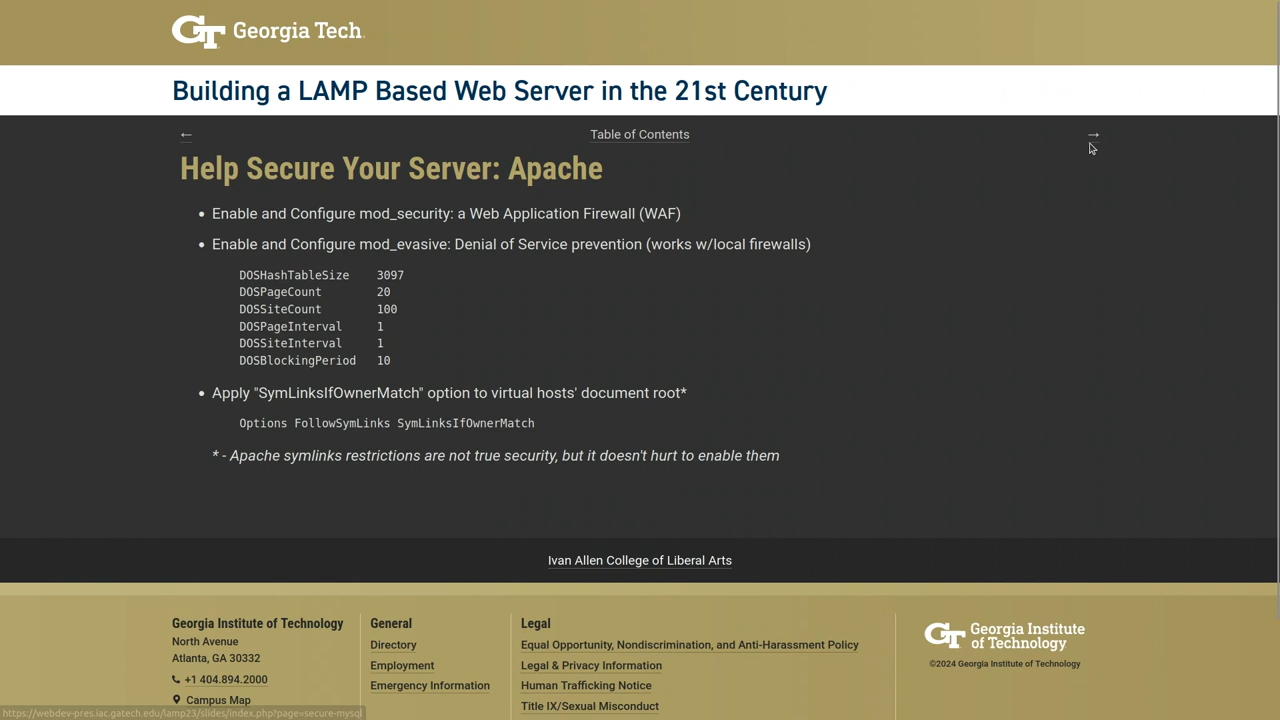 GT Georgia Tech.
Building a LAMP Based Web Server in the 21st Century
← Table of Contents →
Help Secure Your Server: Apache
• Enable and Configure mod_security: a Web Application Firewall (WAF)
• Enable and Configure mod_evasive: Denial of Service prevention (works w/local firewalls)
DOSHashTableSize 3097
DOSPageCount 20
DOSSiteCount 100
DOSPageInterval 1
DOSSiteInterval 1
DOSBlockingPeriod 10
• Apply "SymLinksIfOwnerMatch" option to virtual hosts' document root*
Options FollowSymLinks SymLinksIfOwnerMatch
* - Apache symlinks restrictions are not true security, but it doesn't hurt to enable them
Ivan Allen College of Liberal Arts
Georgia Institute of Technology
North Avenue
Atlanta, GA 30332
+1 404.894.2000
Campus Map
General
Directory
Employment
Emergency Information
Legal
Equal Opportunity, Nondiscrimination, and Anti-Harassment Policy
Legal & Privacy Information
Human Trafficking Notice
Title IX/Sexual Misconduct
GT Georgia Institute
of Technology
©2024 Georgia Institute of Technology
https://webdev-pres.iac.gatech.edu/lamp23/slides/index.php?page=secure-mysql